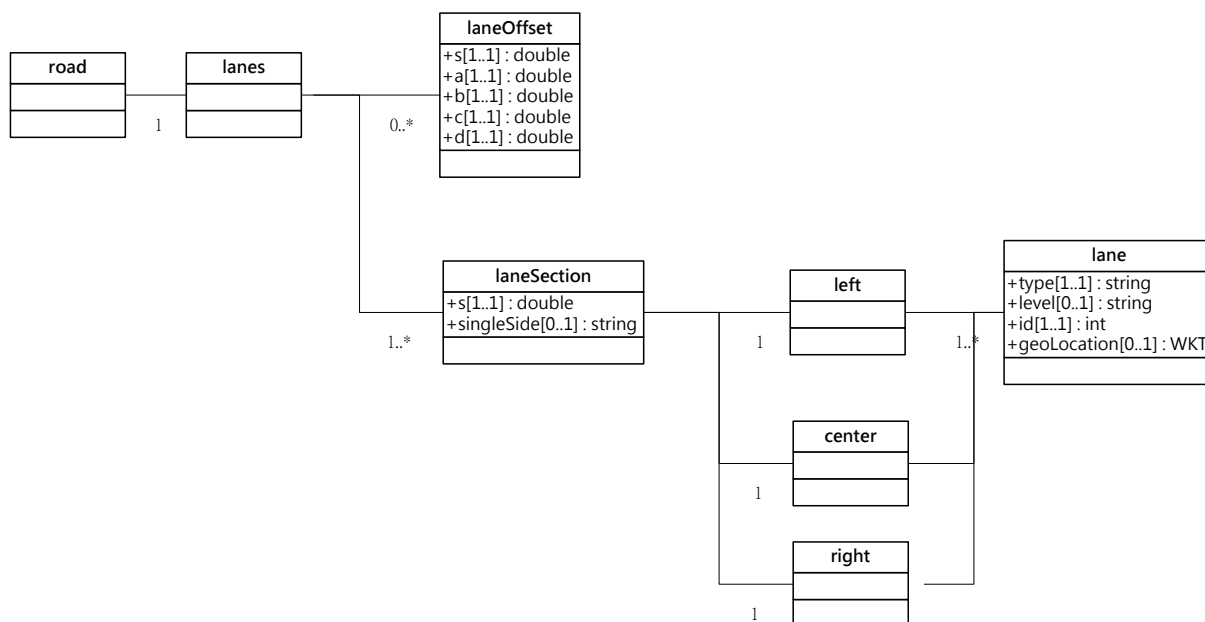 laneOffset
+s[1..1] : double
+a[1..1] : double
+b[1..1] : double
+c[1..1] : double
+d[1..1] : double
road
lanes
1
0..*
laneSection
+s[1..1] : double
+singleSide[0..1] : string
1..*
left
1
1..*
lane
+type[1..1] : string
+level[0..1] : string
+id[1..1] : int
+geoLocation[0..1] : WKT
center
1
right
1